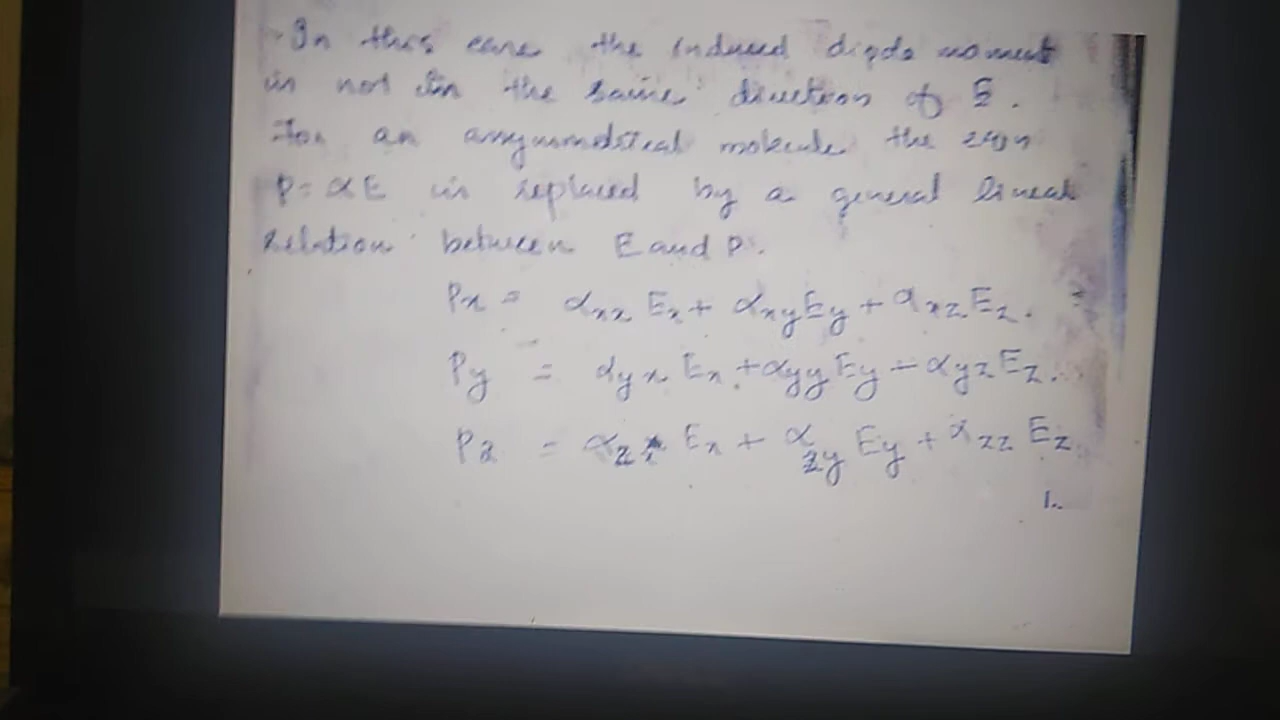 In this case the induced dipole moment
is not in the same direction of E.
For an assymmetrical molecule the eqn
P = αE is replaced by a general linear
relation between E and P.
Px = αxx Ex + αxy Ey + αxz Ez.
Py = αyx Ex + αyy Ey + αyz Ez.
Pz = αzx Ex + αzy Ey + αzz Ez
1.